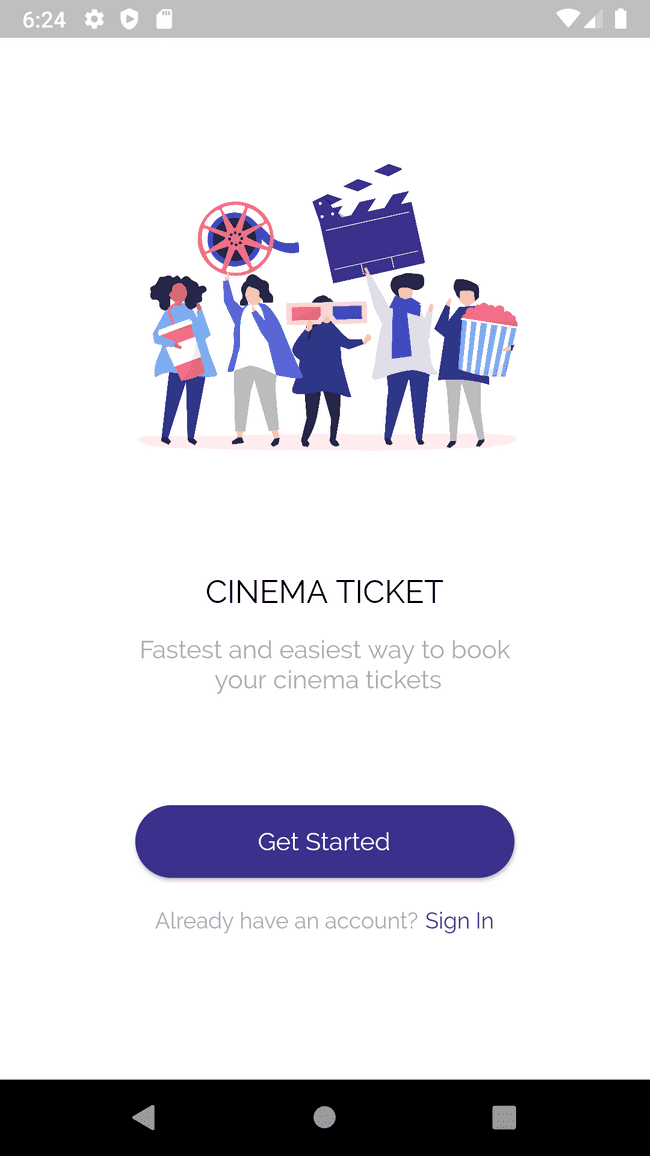 6:24
CINEMA TICKET
Fastest and easiest way to book
your cinema tickets
Get Started
Already have an account? Sign In